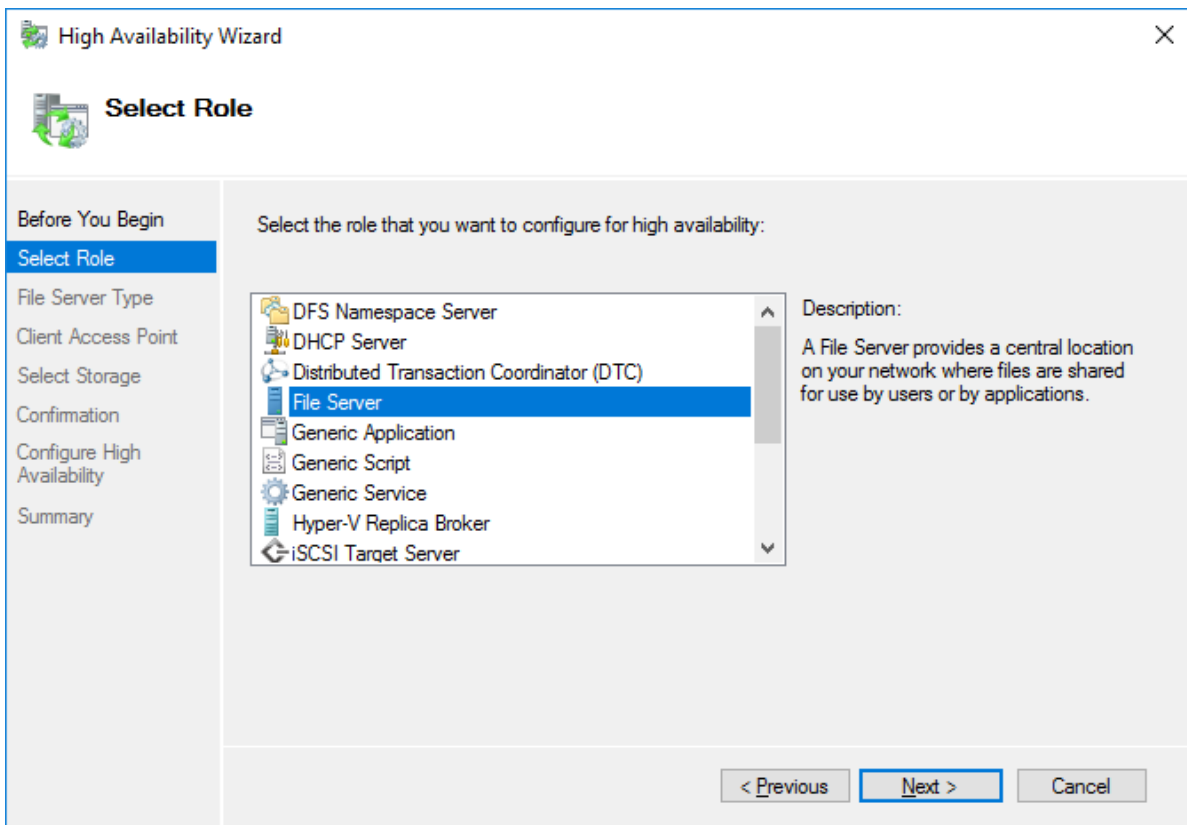 High Availability Wizard
Select Role
Before You Begin
Select Role
File Server Type
Client Access Point
Select Storage
Confirmation
Configure High
Availability
Summary
Select the role that you want to configure for high availability:
DFS Namespace Server
DHCP Server
Distributed Transaction Coordinator (DTC)
File Server
Generic Application
Generic Script
Generic Service
Hyper-V Replica Broker
iSCSI Target Server
Description:
A File Server provides a central location
on your network where files are shared
for use by users or by applications.
< Previous
Next >
Cancel